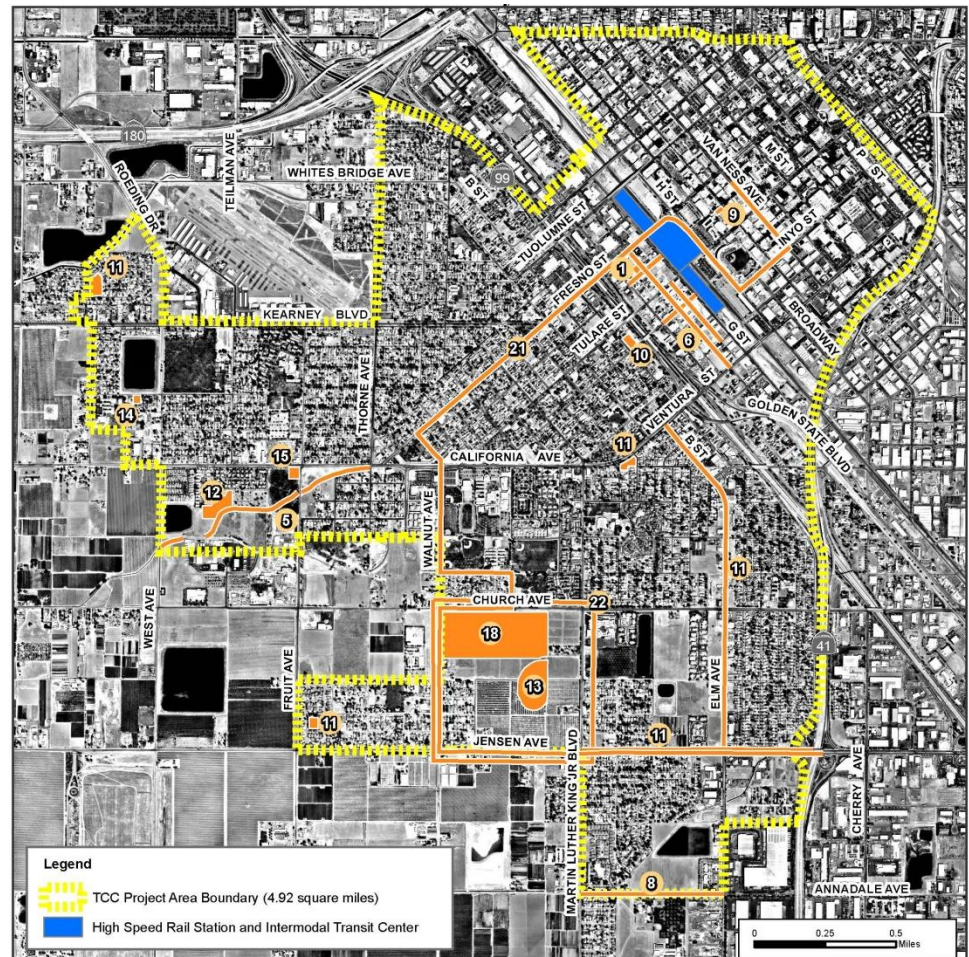 180
ROEDING DR
TEILMAN AVE
WHITES BRIDGE AVE
B ST
99
TUOLUMNE ST
H ST
VAN NESS AVE
M ST
P ST
9
INYO ST
11
KEARNEY BLVD
FRESNO ST
1
TULARE ST
G ST
BROADWAY
6
21
10
THORNE AVE
VENTURA ST
GOLDEN STATE BLVD
14
15
CALIFORNIA AVE
11
B ST
12
5
WALNUT AVE
11
WEST AVE
CHURCH AVE
22
18
41
FRUIT AVE
13
ELM AVE
11
JENSEN AVE
11
MARTIN LUTHER KING JR BLVD
CHERRY AVE
8
ANNADALE AVE
Legend
TCC Project Area Boundary (4.92 square miles)
High Speed Rail Station and Intermodal Transit Center
0 0.25 0.5
Miles